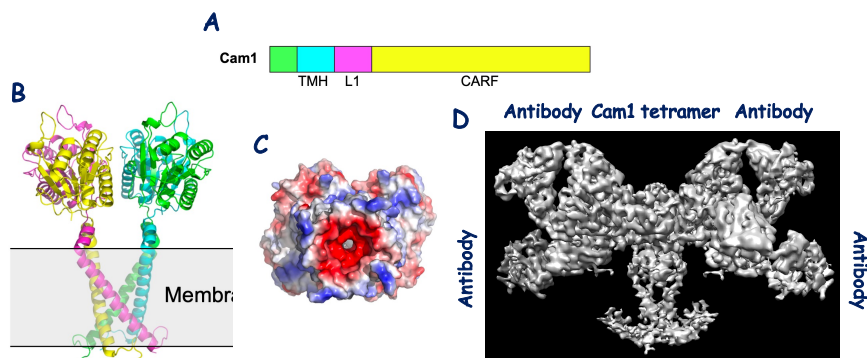 A
Cam1
TMH L1 CARF
B
Membra
C
D
Antibody Cam1 tetramer Antibody
Antibody
Antibody